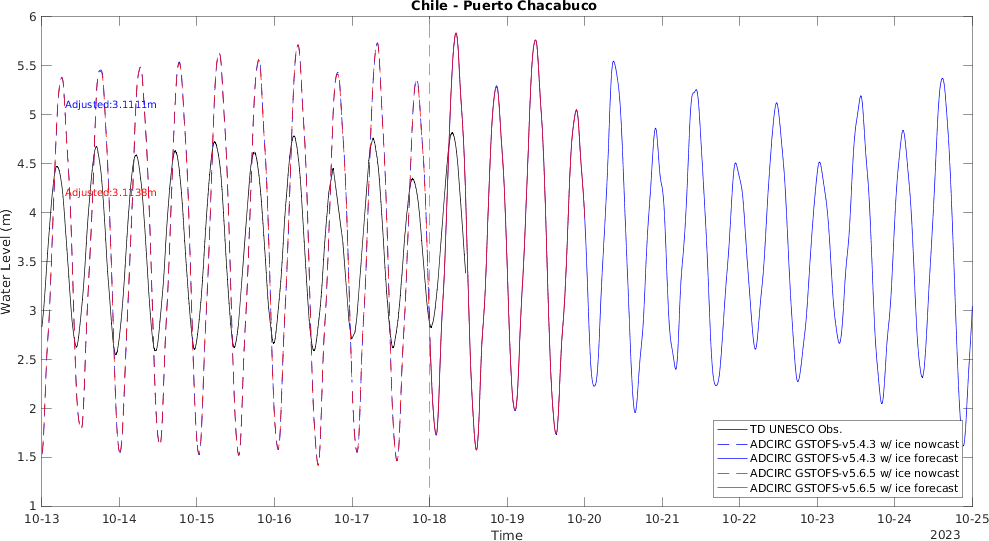 Chile - Puerto Chacabuco
6
5.5
5
4.5
4
3.5
3
2.5
2
1.5
1
Water Level (m)
Adjusted:3.1111m
Adjusted:3.1138m
TD UNESCO Obs.
ADCIRC GSTOFS-v5.4.3 w/ ice nowcast
ADCIRC GSTOFS-v5.4.3 w/ ice forecast
ADCIRC GSTOFS-v5.6.5 w/ ice nowcast
ADCIRC GSTOFS-v5.6.5 w/ ice forecast
10-13 10-14 10-15 10-16 10-17 10-18 10-19 10-20 10-21 10-22 10-23 10-24 10-25
Time
2023